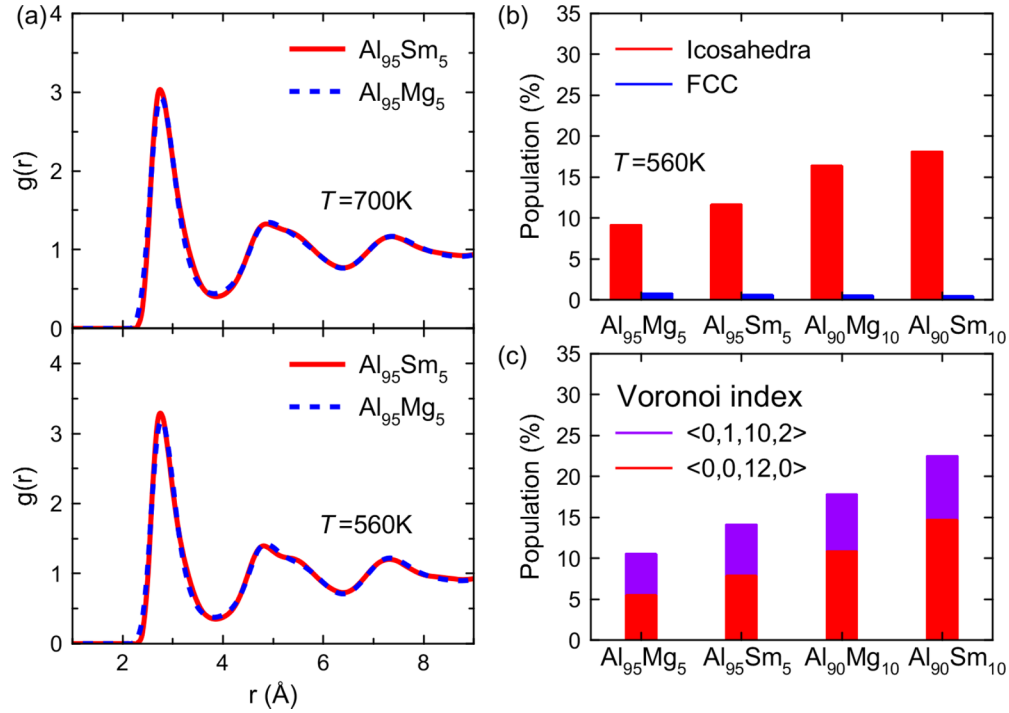 (a)
4
3
2
1
0
g(r)
Al₉₅Sm₅
Al₉₅Mg₅
T=700K
4
3
2
1
0
g(r)
Al₉₅Sm₅
Al₉₅Mg₅
T=560K
2 4 6 8
r (Å)
(b)
35
30
25
20
15
10
5
0
Population (%)
Icosahedra
FCC
T=560K
Al₉₅Mg₅ Al₉₅Sm₅ Al₉₀Mg₁₀ Al₉₀Sm₁₀
(c)
35
30
25
20
15
10
5
0
Population (%)
Voronoi index
<0,1,10,2>
<0,0,12,0>
Al₉₅Mg₅ Al₉₅Sm₅ Al₉₀Mg₁₀ Al₉₀Sm₁₀